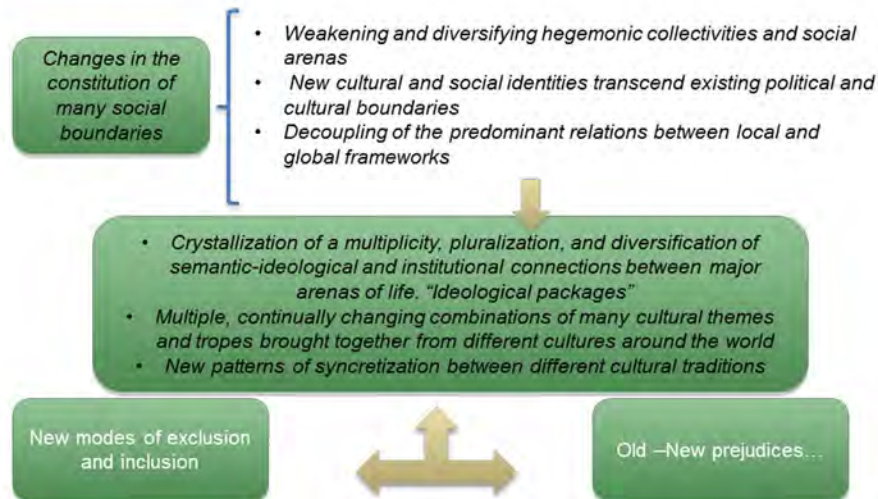 Changes in the
constitution of
many social
boundaries
• Weakening and diversifying hegemonic collectivities and social
arenas
• New cultural and social identities transcend existing political and
cultural boundaries
• Decoupling of the predominant relations between local and
global frameworks
• Crystallization of a multiplicity, pluralization, and diversification of
semantic-ideological and institutional connections between major
arenas of life. “Ideological packages”
• Multiple, continually changing combinations of many cultural themes
and tropes brought together from different cultures around the world
• New patterns of syncretization between different cultural traditions
New modes of exclusion
and inclusion
Old –New prejudices…